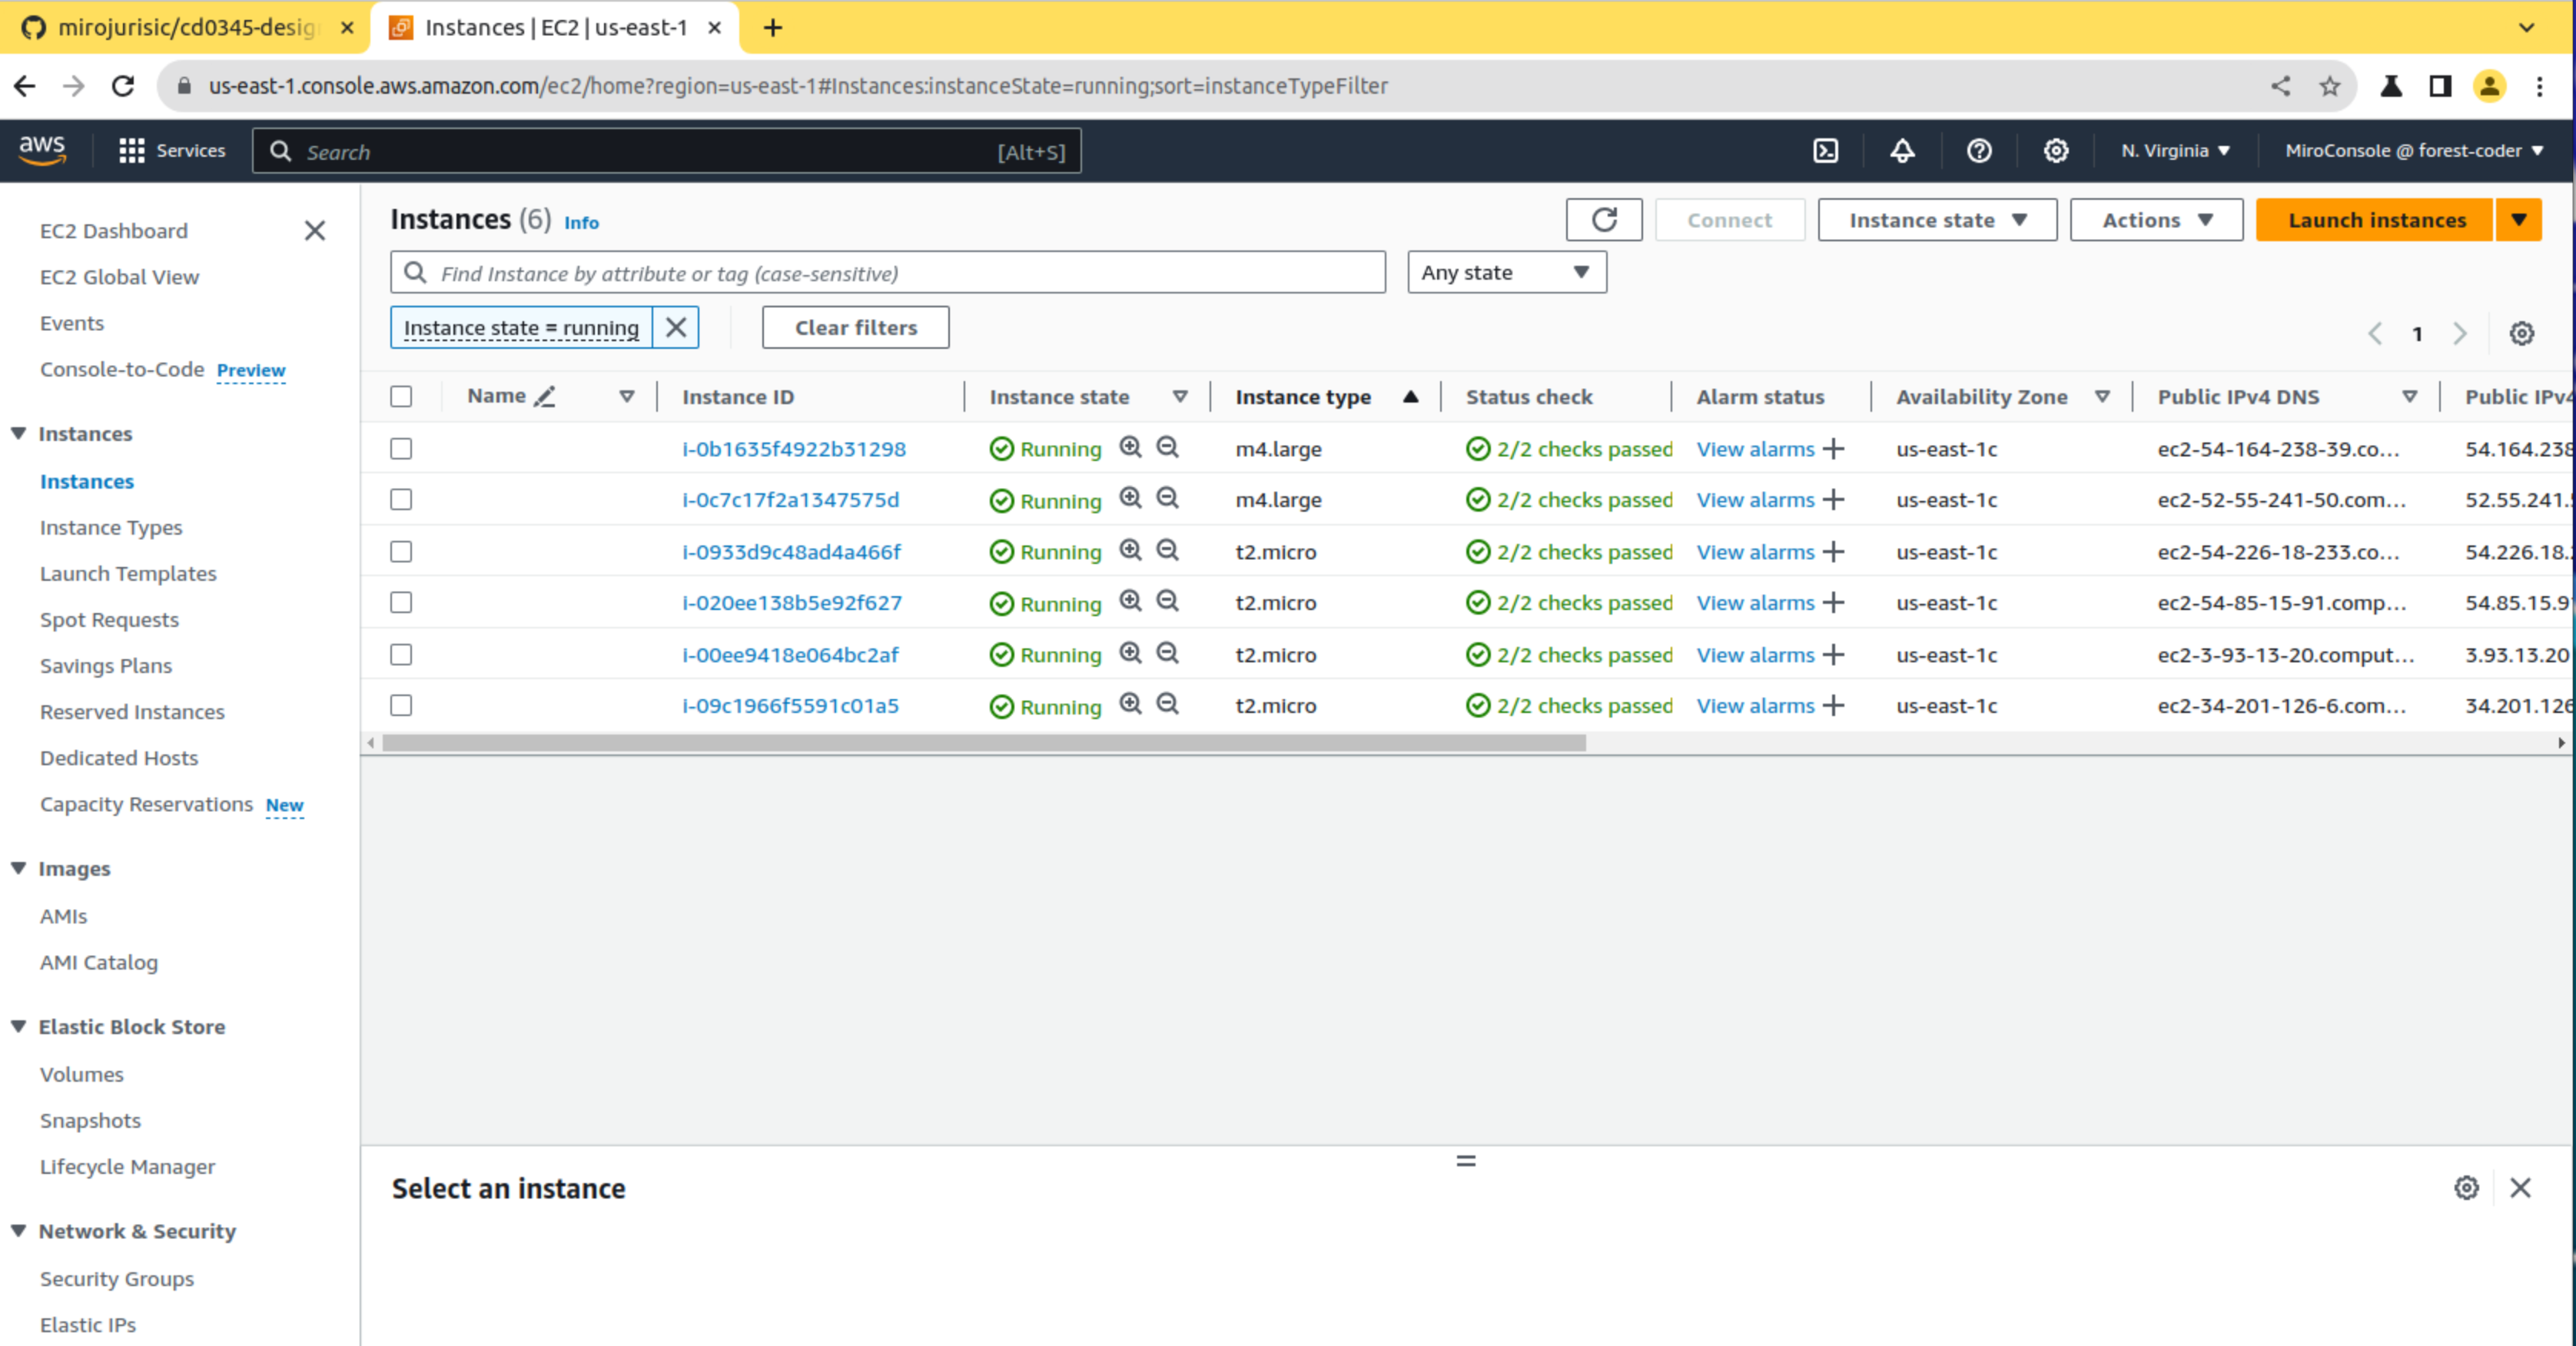 mirojurisic/cd0345-desig
Instances | EC2 | us-east-1
us-east-1.console.aws.amazon.com/ec2/home?region=us-east-1#Instances:instanceState=running;sort=instanceTypeFilter
aws Services Search [Alt+S] N. Virginia MiroConsole @ forest-coder
EC2 Dashboard
EC2 Global View
Events
Console-to-Code Preview
Instances
Instances
Instance Types
Launch Templates
Spot Requests
Savings Plans
Reserved Instances
Dedicated Hosts
Capacity Reservations New
Images
AMIs
AMI Catalog
Elastic Block Store
Volumes
Snapshots
Lifecycle Manager
Network & Security
Security Groups
Elastic IPs
Instances (6) Info Connect Instance state Actions Launch instances
Find Instance by attribute or tag (case-sensitive) Any state
Instance state = running Clear filters 1
Name Instance ID Instance state Instance type Status check Alarm status Availability Zone Public IPv4 DNS Public IPv4
i-0b1635f4922b31298 Running m4.large 2/2 checks passed View alarms us-east-1c ec2-54-164-238-39.co... 54.164.238
i-0c7c17f2a1347575d Running m4.large 2/2 checks passed View alarms us-east-1c ec2-52-55-241-50.com... 52.55.241.
i-0933d9c48ad4a466f Running t2.micro 2/2 checks passed View alarms us-east-1c ec2-54-226-18-233.co... 54.226.18.
i-020ee138b5e92f627 Running t2.micro 2/2 checks passed View alarms us-east-1c ec2-54-85-15-91.comp... 54.85.15.9
i-00ee9418e064bc2af Running t2.micro 2/2 checks passed View alarms us-east-1c ec2-3-93-13-20.comput... 3.93.13.20
i-09c1966f5591c01a5 Running t2.micro 2/2 checks passed View alarms us-east-1c ec2-34-201-126-6.com... 34.201.126
Select an instance